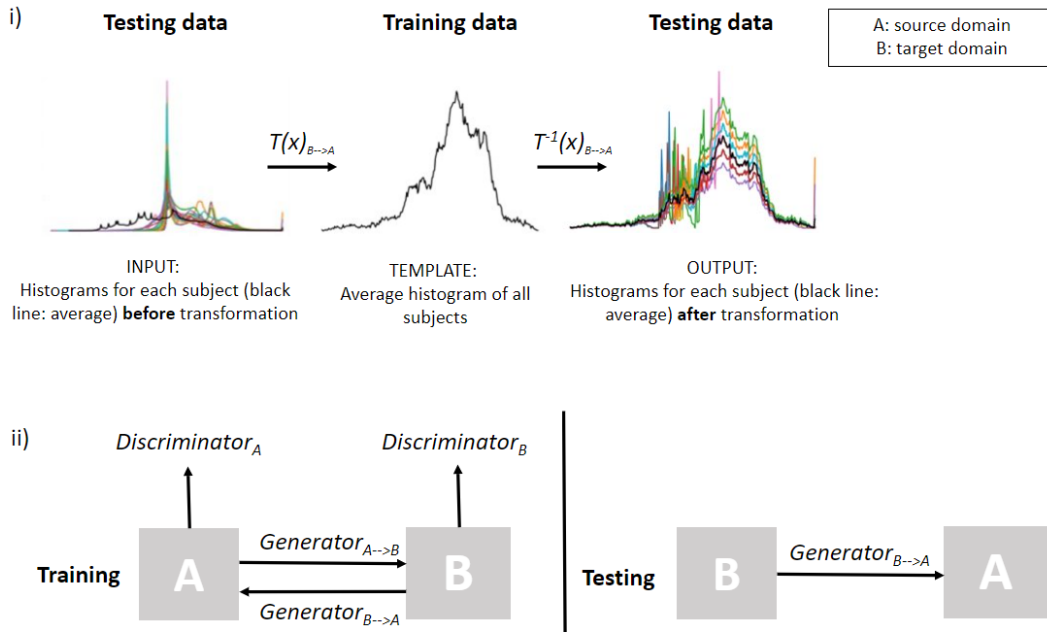 i)
Testing data
Training data
Testing data
A: source domain
B: target domain
T(x)B-->A
T-1(x)B-->A
INPUT:
Histograms for each subject (black
line: average) before transformation
TEMPLATE:
Average histogram of all
subjects
OUTPUT:
Histograms for each subject (black line:
average) after transformation
ii)
DiscriminatorA
DiscriminatorB
Training
A
GeneratorA-->B
GeneratorB-->A
B
Testing
B
GeneratorB-->A
A